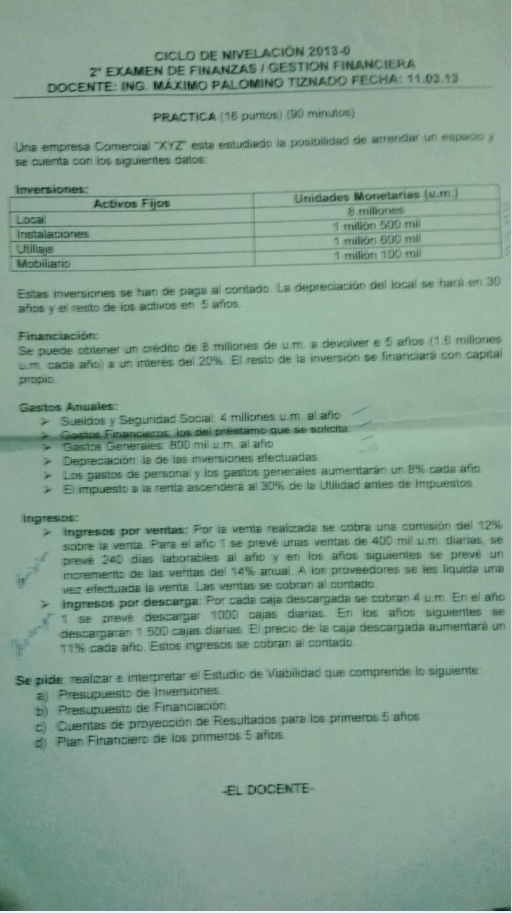 CICLO DE NIVELACIÓN 2013-0
2º EXAMEN DE FINANZAS / GESTION FINANCIERA
DOCENTE: ING. MÁXIMO PALOMINO TIZNADO FECHA: 11.03.13
PRACTICA (16 puntos) (90 minutos)
Una empresa Comercial "XYZ" esta estudiado la posibilidad de arrendar un espacio y
se cuenta con los siguientes datos:
Inversiones:
Activos Fijos Unidades Monetarias (u.m.)
Local 8 millones
Instalaciones 1 millón 500 mil
Utillaje 1 millón 600 mil
Mobiliario 1 millón 100 mil
Estas inversiones se han de paga al contado. La depreciación del local se hará en 30
años y el resto de los activos en 5 años.
Financiación:
Se puede obtener un crédito de 8 millones de u.m. a devolver e 5 años (1.6 millones
u.m. cada año) a un interés del 20%. El resto de la inversión se financiará con capital
propio.
Gastos Anuales:
➤ Sueldos y Seguridad Social: 4 millones u.m. al año
➤ Gastos Financieros: los del préstamo que se solicita.
➤ Gastos Generales: 800 mil u.m. al año
➤ Depreciación: la de las inversiones efectuadas.
➤ Los gastos de personal y los gastos generales aumentarán un 8% cada año.
➤ El impuesto a la renta ascenderá al 30% de la Utilidad antes de Impuestos.
Ingresos:
➤ Ingresos por ventas: Por la venta realizada se cobra una comisión del 12%
sobre la venta. Para el año 1 se prevé unas ventas de 400 mil u.m. diarias, se
prevé 240 días laborables al año y en los años siguientes se prevé un
incremento de las ventas del 14% anual. A los proveedores se les liquida una
vez efectuada la venta. Las ventas se cobran al contado.
➤ Ingresos por descarga: Por cada caja descargada se cobran 4 u.m. En el año
1 se prevé descargar 1000 cajas diarias. En los años siguientes se
descargarán 1 500 cajas diarias. El precio de la caja descargada aumentará un
11% cada año. Estos ingresos se cobran al contado.
Se pide: realizar e interpretar el Estudio de Viabilidad que comprende lo siguiente:
a) Presupuesto de Inversiones.
b) Presupuesto de Financiación.
c) Cuentas de proyección de Resultados para los primeros 5 años
d) Plan Financiero de los primeros 5 años.
-EL DOCENTE-